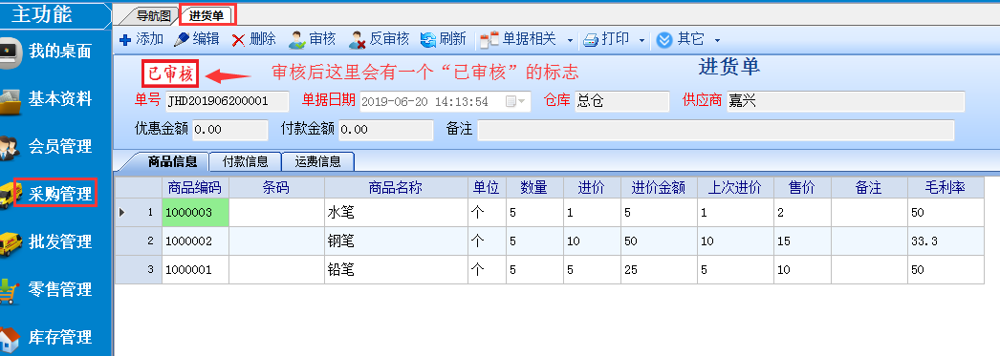 主功能
我的桌面
基本资料
会员管理
采购管理
批发管理
零售管理
库存管理
导航图 进货单
添加 编辑 删除 审核 反审核 刷新 单据相关 打印 其它
已审核 审核后这里会有一个“已审核”的标志 进货单
单号 JHD201906200001 单据日期 2019-06-20 14:13:54 仓库 总仓 供应商 嘉兴
优惠金额 0.00 付款金额 0.00 备注
商品信息 付款信息 运费信息
商品编码 条码 商品名称 单位 数量 进价 进价金额 上次进价 售价 备注 毛利率
1 1000003 水笔 个 5 1 5 1 2 50
2 1000002 钢笔 个 5 10 50 10 15 33.3
3 1000001 铅笔 个 5 5 25 5 10 50